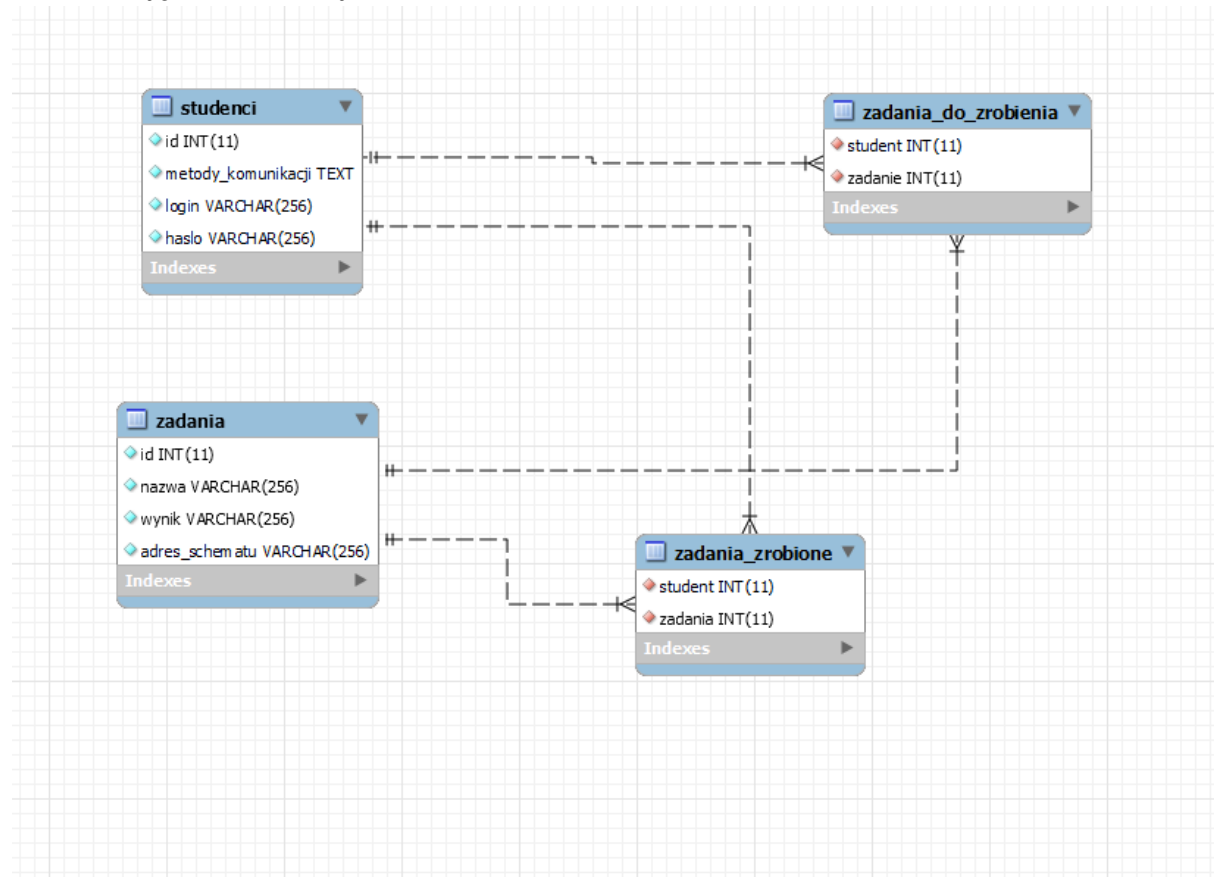 studenci
id INT(11)
metody_komunikacji TEXT
login VARCHAR(256)
haslo VARCHAR(256)
Indexes
zadania_do_zrobienia
student INT(11)
zadanie INT(11)
Indexes
zadania
id INT(11)
nazwa VARCHAR(256)
wynik VARCHAR(256)
adres_schematu VARCHAR(256)
Indexes
zadania_zrobione
student INT(11)
zadania INT(11)
Indexes